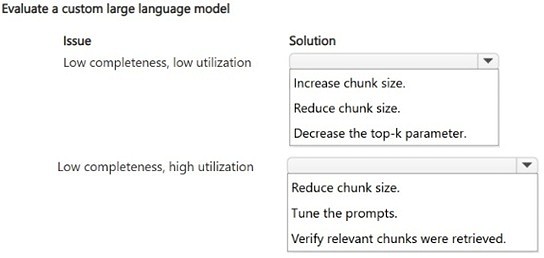 Evaluate a custom large language model
Issue Solution
Low completeness, low utilization
Increase chunk size.
Reduce chunk size.
Decrease the top-k parameter.
Low completeness, high utilization
Reduce chunk size.
Tune the prompts.
Verify relevant chunks were retrieved.